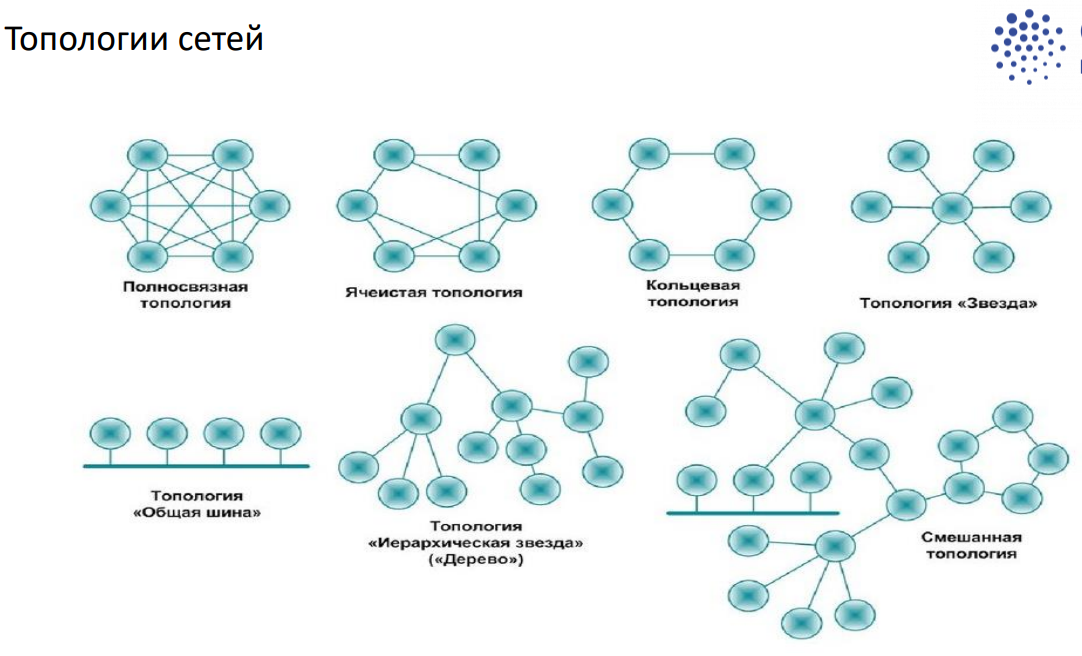 Топологии сетей
Полносвязная
топология
Ячеистая топология
Кольцевая
топология
Топология «Звезда»
Топология
«Общая шина»
Топология
«Иерархическая звезда»
(«Дерево»)
Смешанная
топология